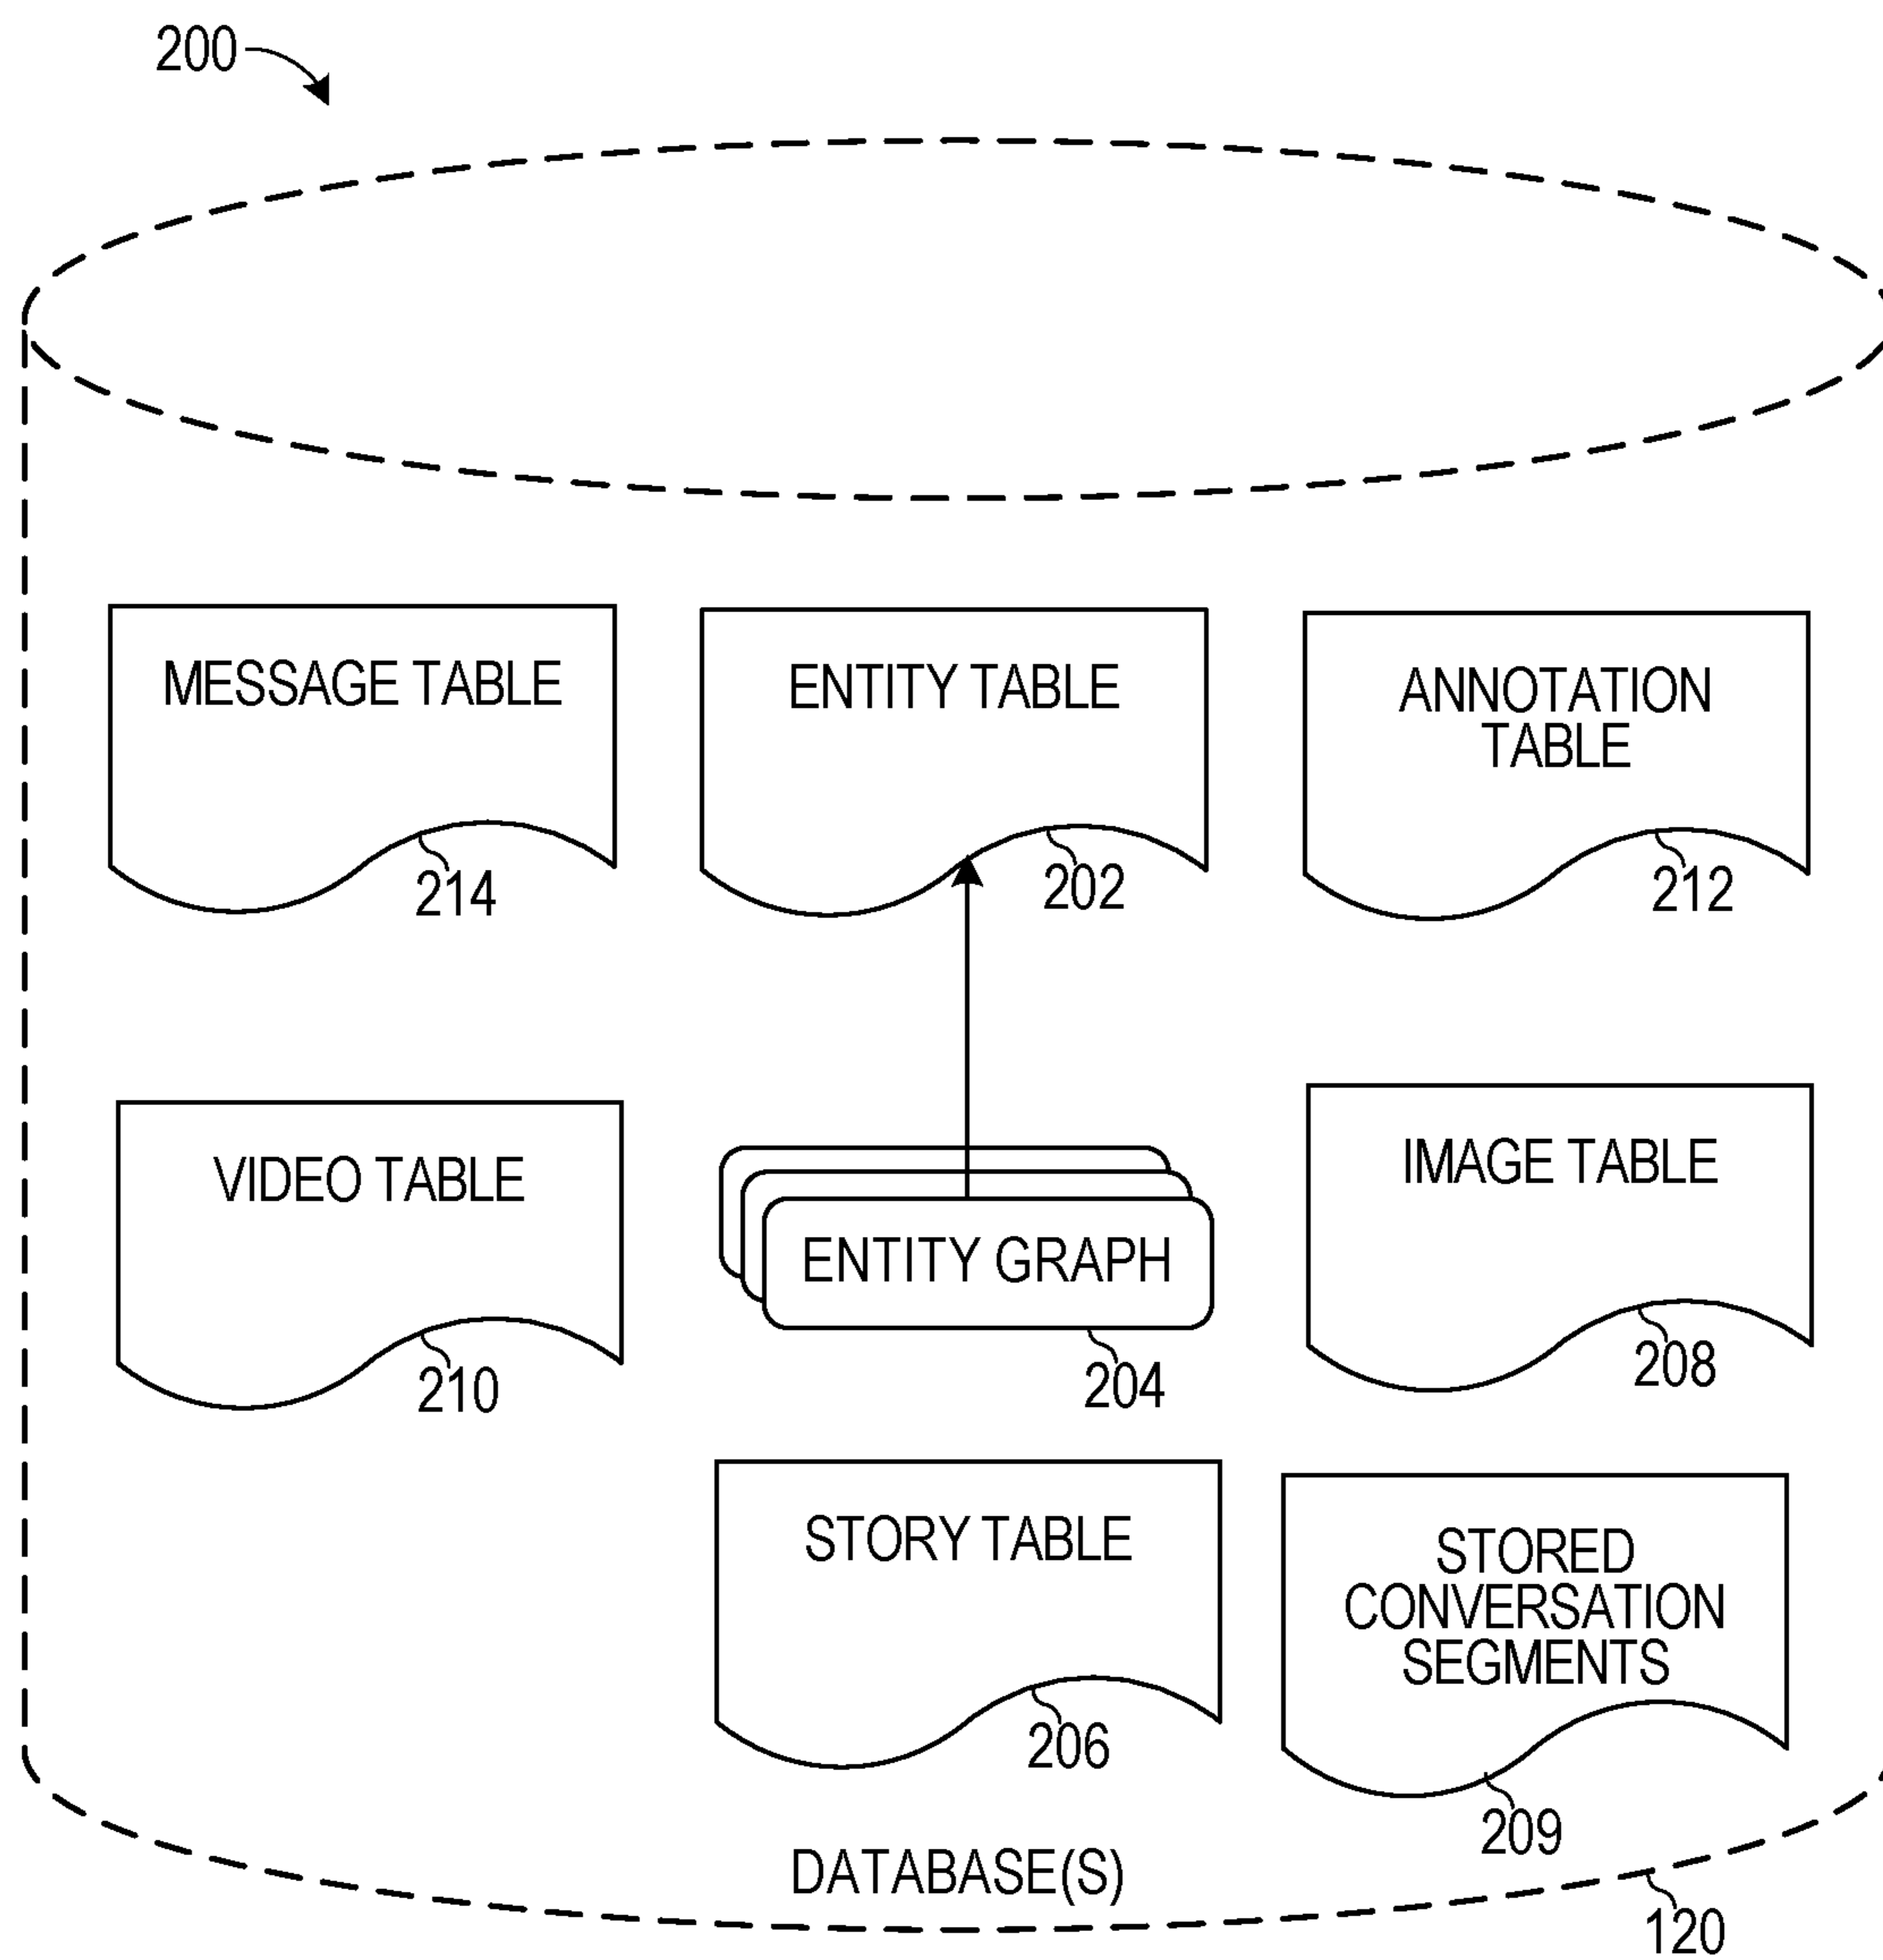 200
MESSAGE TABLE
214
ENTITY TABLE
202
ANNOTATION
TABLE
212
VIDEO TABLE
210
ENTITY GRAPH
204
IMAGE TABLE
208
STORY TABLE
206
STORED
CONVERSATION
SEGMENTS
209
DATABASE(S)
120